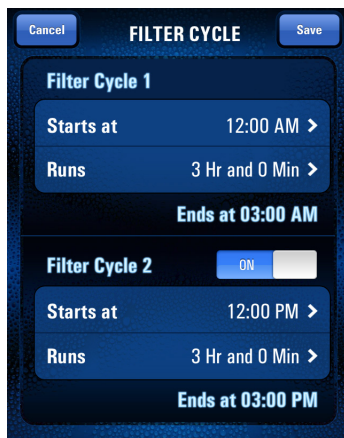 Cancel FILTER CYCLE Save
Filter Cycle 1
Starts at 12:00 AM >
Runs 3 Hr and 0 Min >
Ends at 03:00 AM
Filter Cycle 2 ON
Starts at 12:00 PM >
Runs 3 Hr and 0 Min >
Ends at 03:00 PM